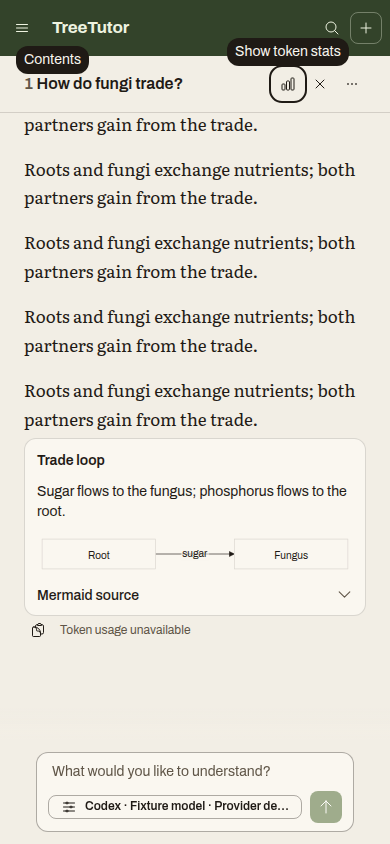 TreeTutor
Contents
Show token stats
1 How do fungi trade?
partners gain from the trade.
Roots and fungi exchange nutrients; both
partners gain from the trade.
Roots and fungi exchange nutrients; both
partners gain from the trade.
Roots and fungi exchange nutrients; both
partners gain from the trade.
Roots and fungi exchange nutrients; both
partners gain from the trade.
Trade loop
Sugar flows to the fungus; phosphorus flows to the
root.
Root sugar Fungus
Mermaid source
Token usage unavailable
What would you like to understand?
Codex · Fixture model · Provider de...